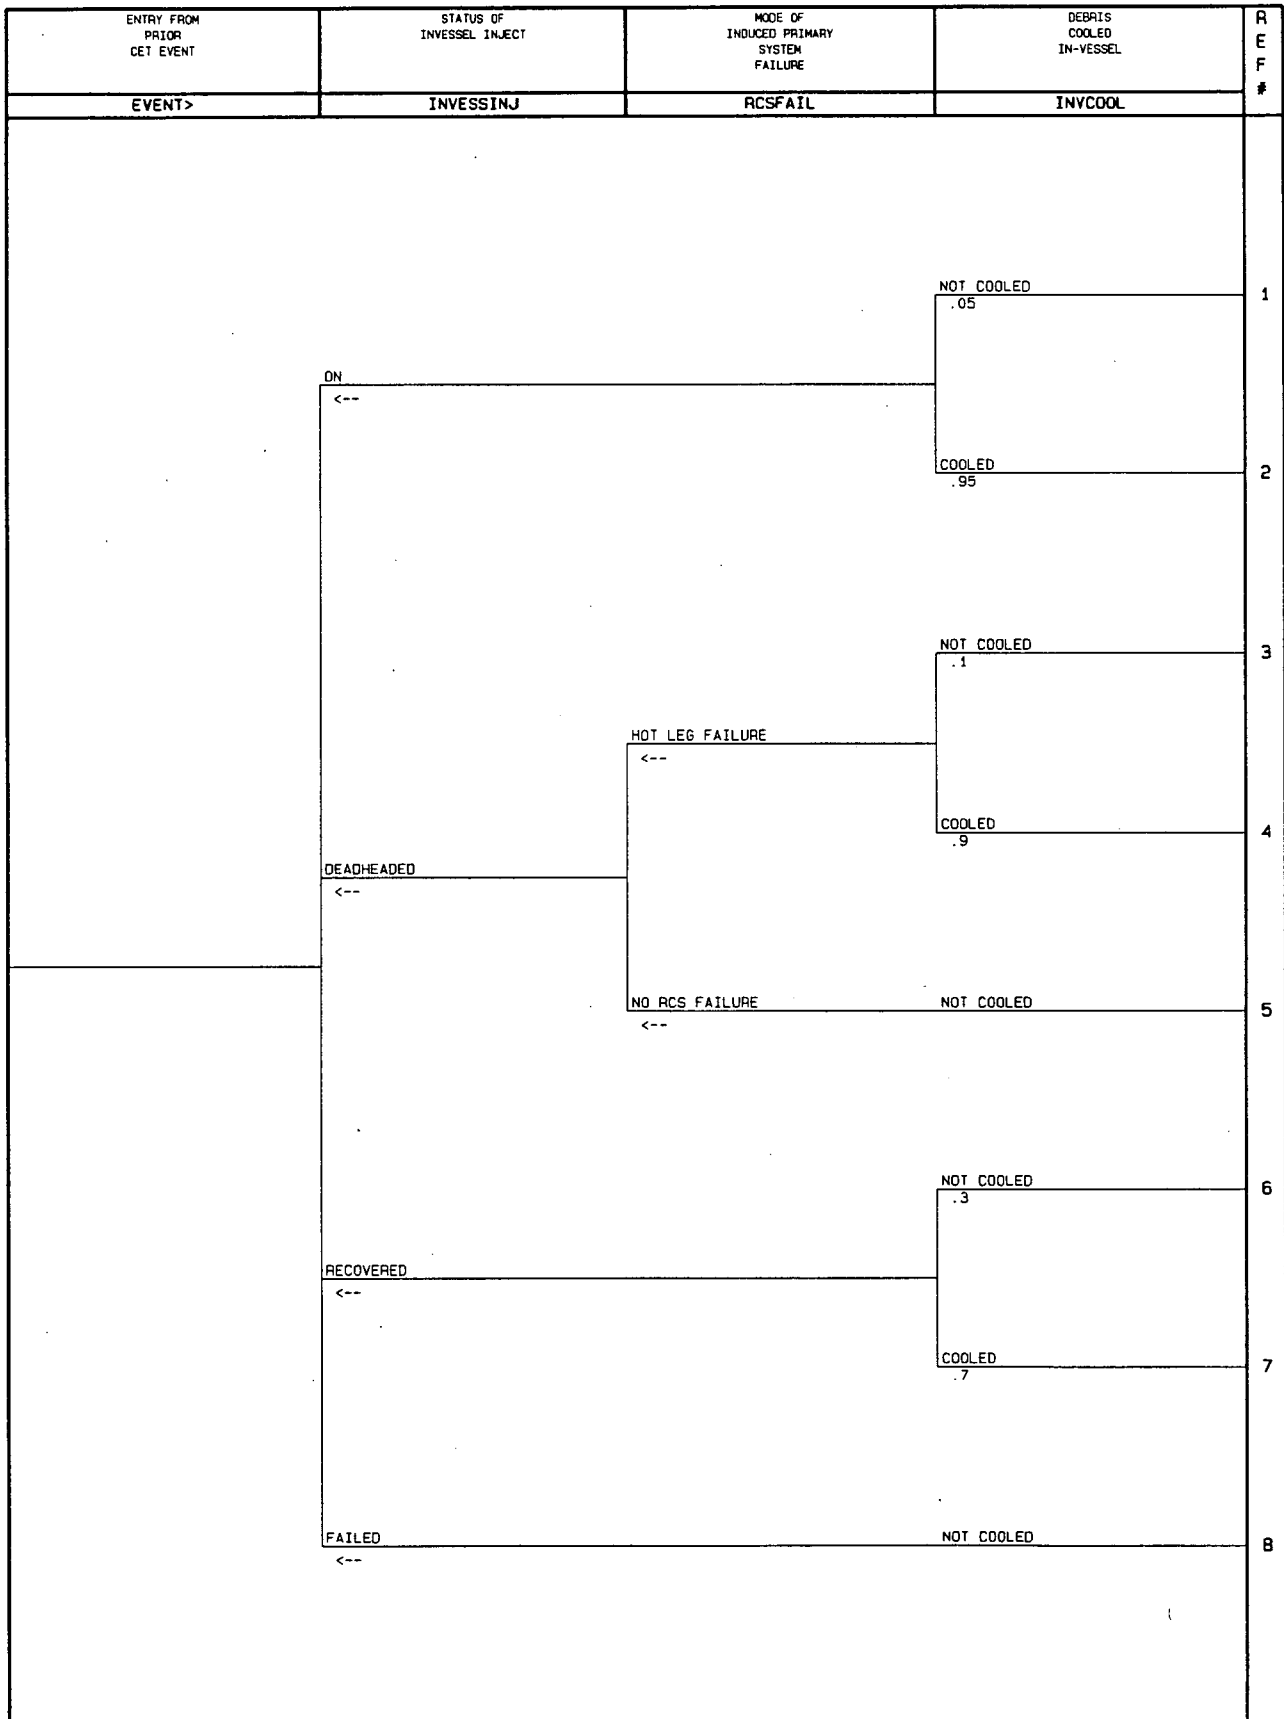 ENTRY FROM
PRIOR
CET EVENT
STATUS OF
INVESSEL INJECT
MODE OF
INDUCED PRIMARY
SYSTEM
FAILURE
DEBRIS
COOLED
IN-VESSEL
R
E
F
#
EVENT>
INVESSINJ
RCSFAIL
INVCOOL
NOT COOLED
.05
1
ON
<--
COOLED
.95
2
NOT COOLED
.1
3
HOT LEG FAILURE
<--
COOLED
.9
4
DEADHEADED
<--
NO RCS FAILURE
<--
NOT COOLED
5
NOT COOLED
.3
6
RECOVERED
<--
COOLED
.7
7
FAILED
<--
NOT COOLED
8